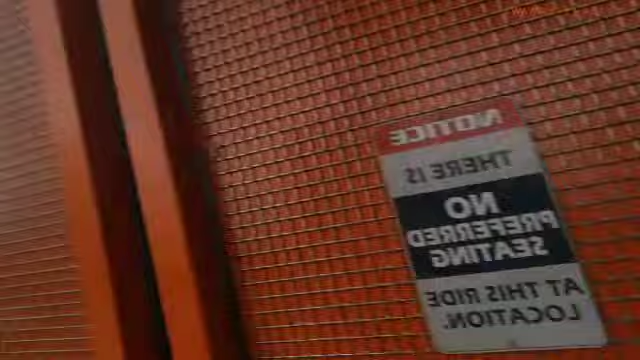 NOTICE
THERE IS
NO
PREFERRED
SEATING
AT THIS RIDE
LOCATION.